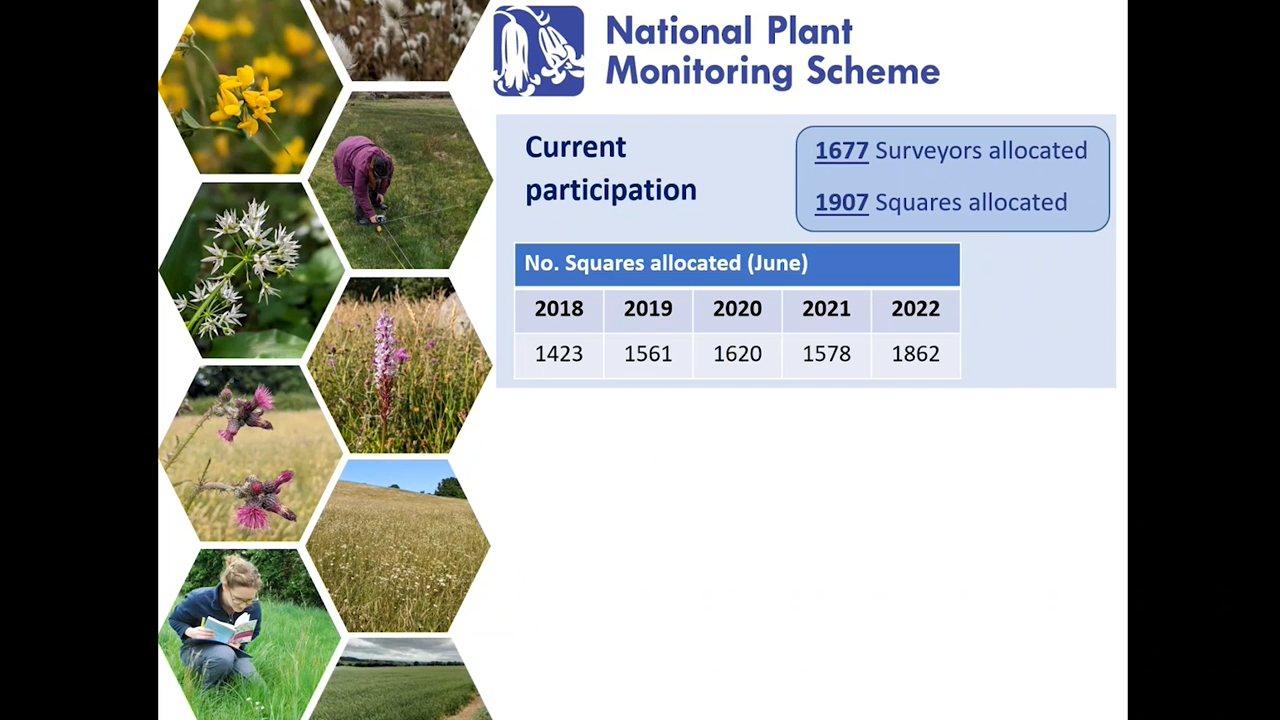 National Plant
Monitoring Scheme
Current
participation
1677 Surveyors allocated
1907 Squares allocated
No. Squares allocated (June)
2018 2019 2020 2021 2022
1423 1561 1620 1578 1862